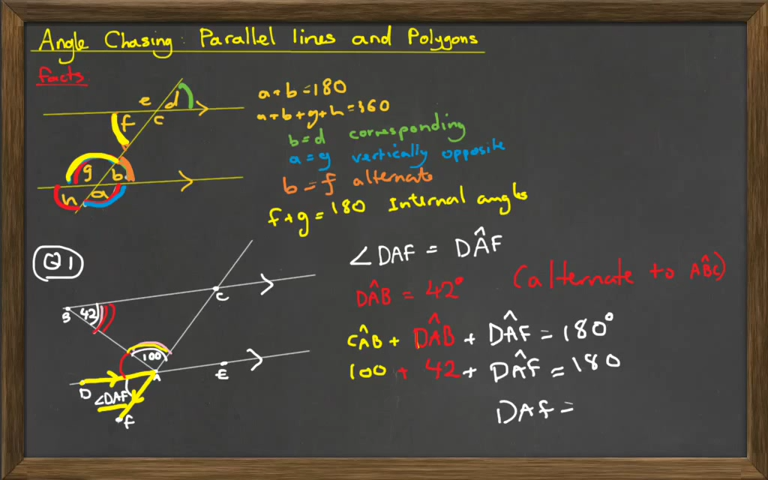 Angle Chasing: Parallel lines and Polygons
facts
e d
f c
g b
h a
a+b=180
a+b+g+h=360
b=d corresponding
a=g vertically opposite
b=f alternate
f+g=180 Internal angles
Q1
B 42 C
100
D A E
∠DAF
F
∠DAF = DÂF
DÂB = 42° (alternate to AB̂C)
CÂB + DÂB + DÂF = 180°
100 + 42 + DÂF = 180
DAf =